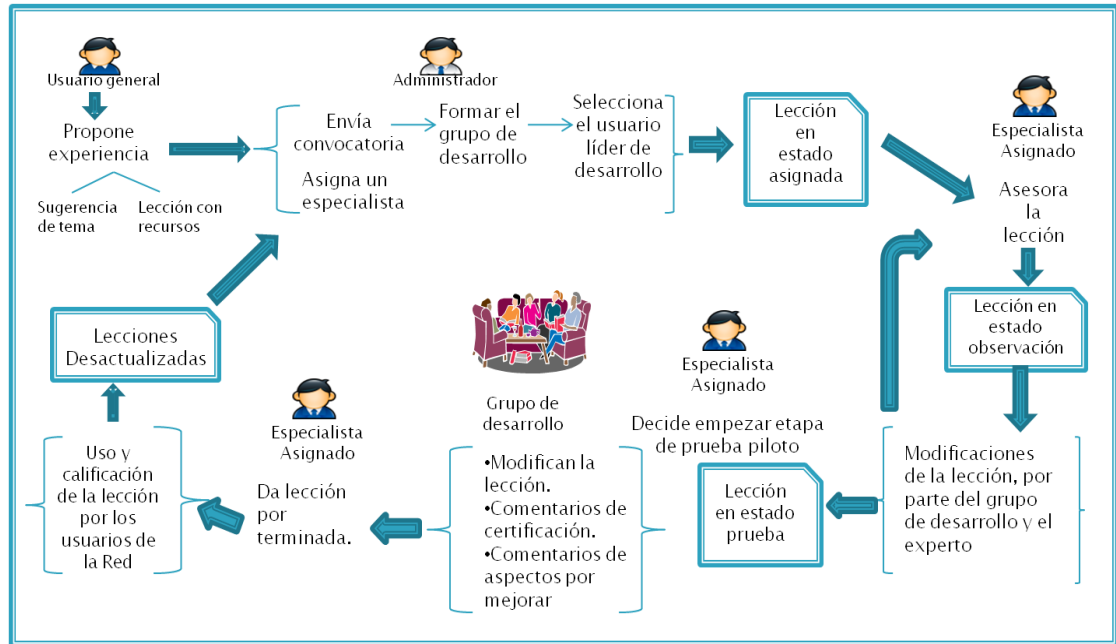 Usuario general
Propone
experiencia
Sugerencia
de tema
Lección con
recursos
Administrador
Envía
convocatoria
Asigna un
especialista
Formar el
grupo de
desarrollo
Selecciona
el usuario
líder de
desarrollo
Lección
en
estado
asignada
Especialista
Asignado
Asesora
la
lección
Lección en
estado
observación
Modificaciones
de la lección, por
parte del grupo
de desarrollo y el
experto
Especialista
Asignado
Decide empezar etapa
de prueba piloto
Lección
en estado
prueba
Grupo de
desarrollo
•Modifican la
lección.
•Comentarios de
certificación.
•Comentarios de
aspectos por
mejorar
Especialista
Asignado
Da lección
por
terminada.
Uso y
calificación
de la lección
por los
usuarios de
la Red
Lecciones
Desactualizadas